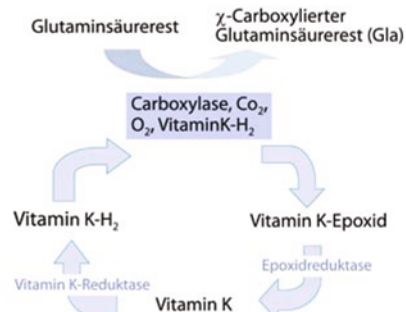 Glutaminsäurerest
χ-Carboxylierter
Glutaminsäurerest (Gla)
Carboxylase, Co₂,
O₂, VitaminK-H₂
Vitamin K-H₂
Vitamin K-Epoxid
Epoxidreduktase
Vitamin K-Reduktase
Vitamin K